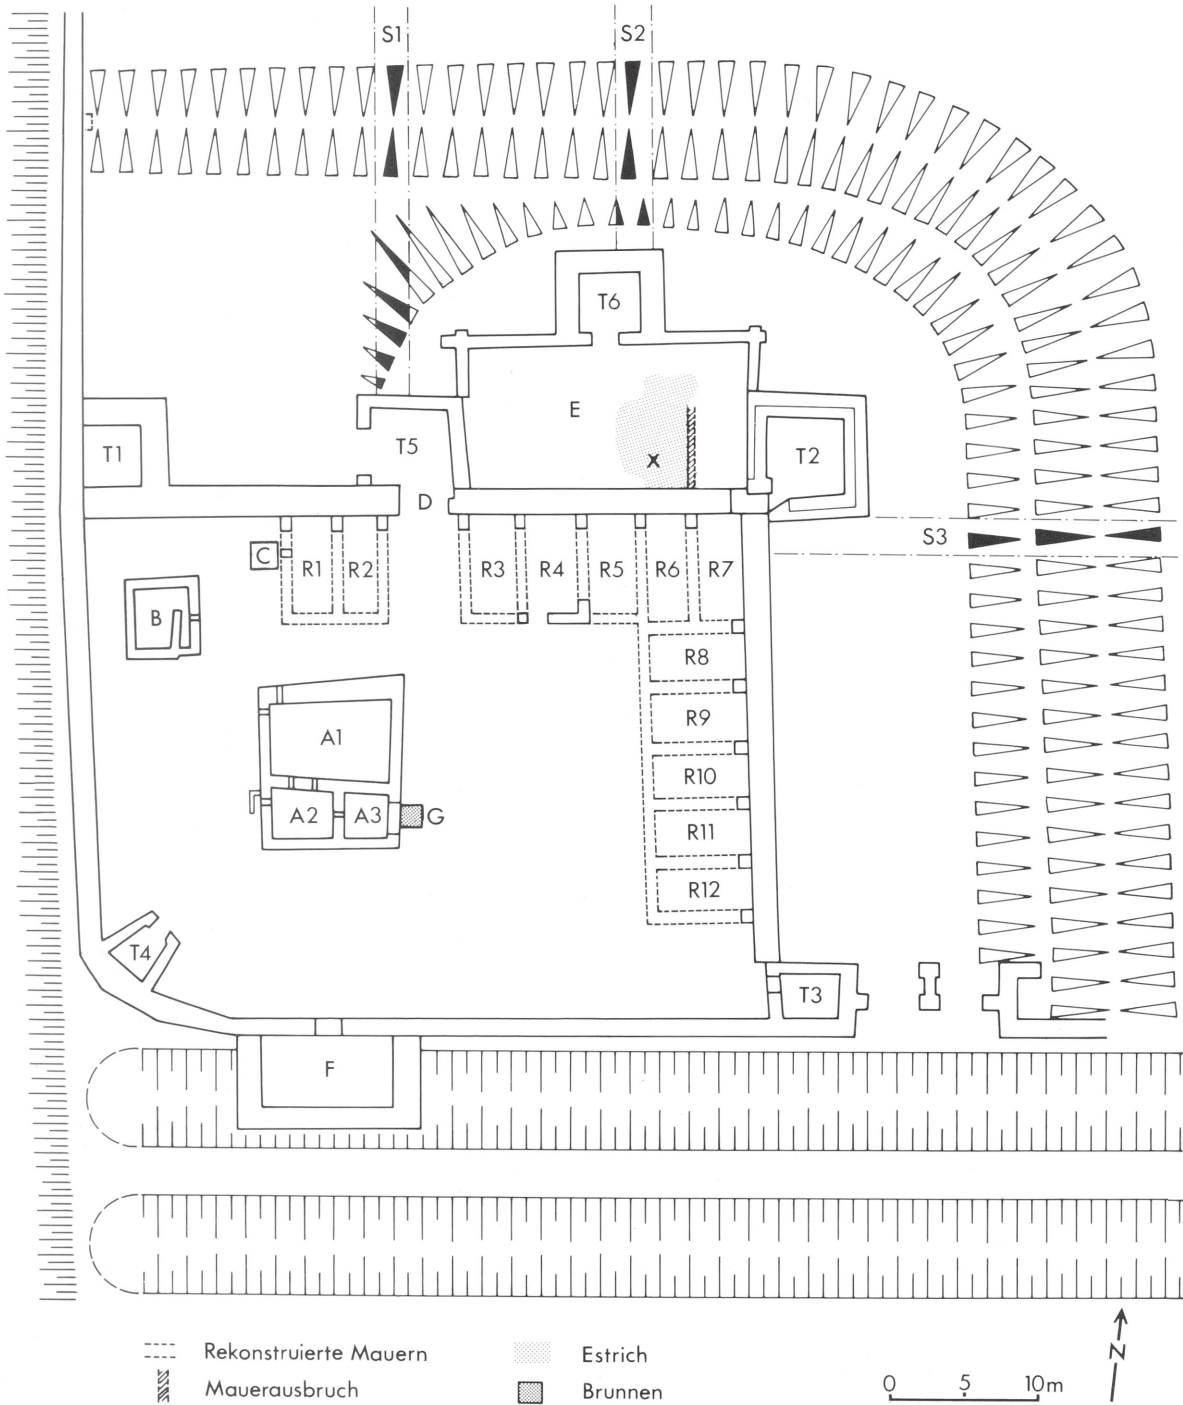 S1 S2
T6
E
T1 T5 X T2
D
S3
C R1 R2 R3 R4 R5 R6 R7
B
R8
A1 R9
R10
A2 A3 G
R11
R12
T4
T3
F
Rekonstruierte Mauern Estrich
Mauerausbruch Brunnen
0 5 10m
N